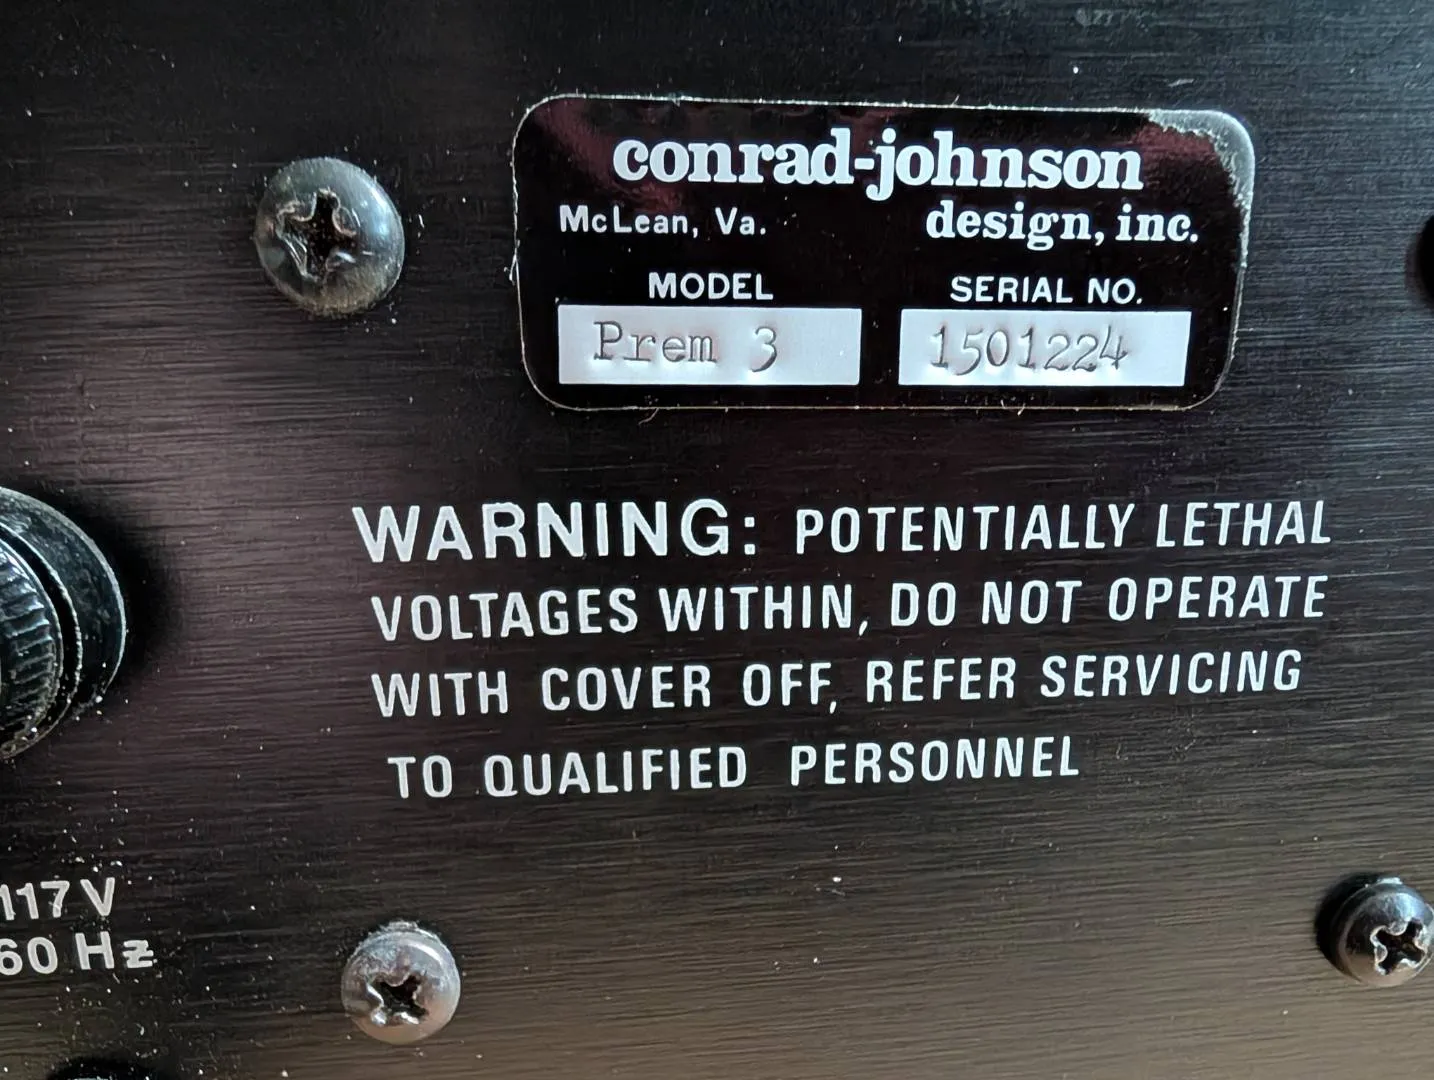 conrad-johnson
McLean, Va. design, inc.
MODEL SERIAL NO.
Prem 3 1501224
WARNING: POTENTIALLY LETHAL
VOLTAGES WITHIN, DO NOT OPERATE
WITH COVER OFF, REFER SERVICING
TO QUALIFIED PERSONNEL
117 V
60 Hz